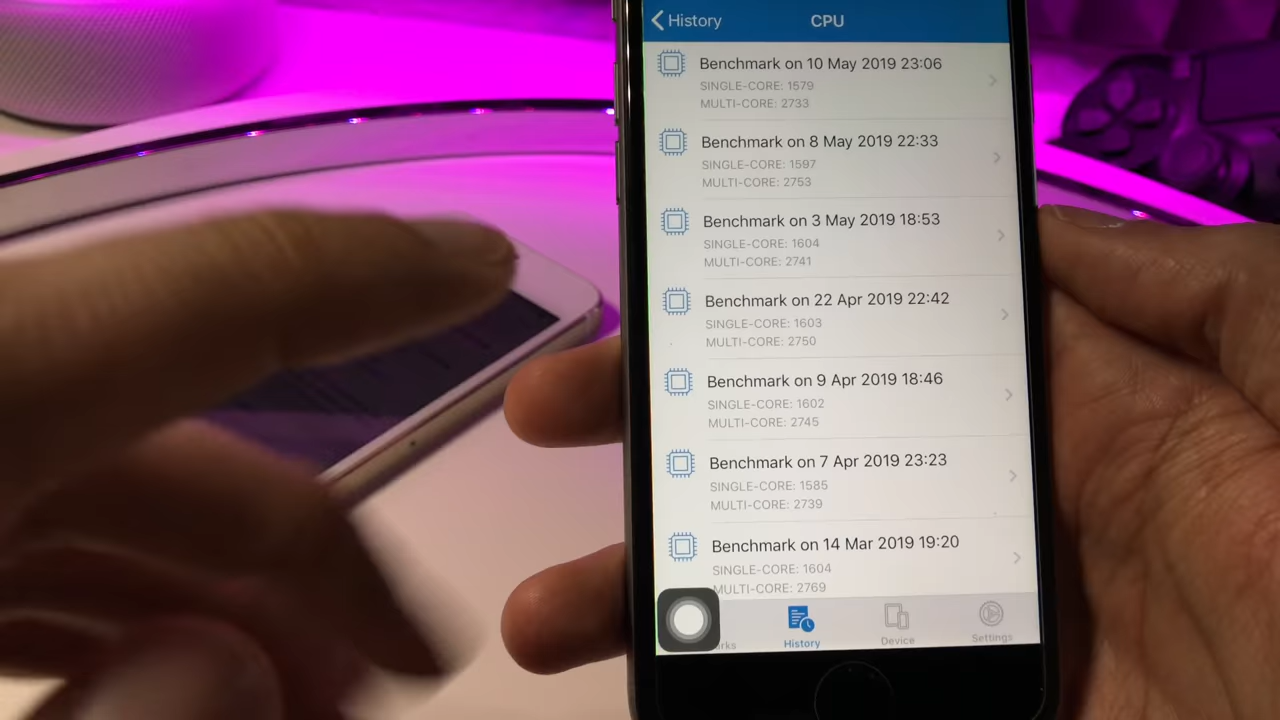 History
CPU
Benchmark on 10 May 2019 23:06
SINGLE-CORE: 1579
MULTI-CORE: 2733
Benchmark on 8 May 2019 22:33
SINGLE-CORE: 1597
MULTI-CORE: 2753
Benchmark on 3 May 2019 18:53
SINGLE-CORE: 1604
MULTI-CORE: 2741
Benchmark on 22 Apr 2019 22:42
SINGLE-CORE: 1603
MULTI-CORE: 2750
Benchmark on 9 Apr 2019 18:46
SINGLE-CORE: 1602
MULTI-CORE: 2745
Benchmark on 7 Apr 2019 23:23
SINGLE-CORE: 1585
MULTI-CORE: 2739
Benchmark on 14 Mar 2019 19:20
SINGLE-CORE: 1604
MULTI-CORE: 2769
rks
History
Device
Settings